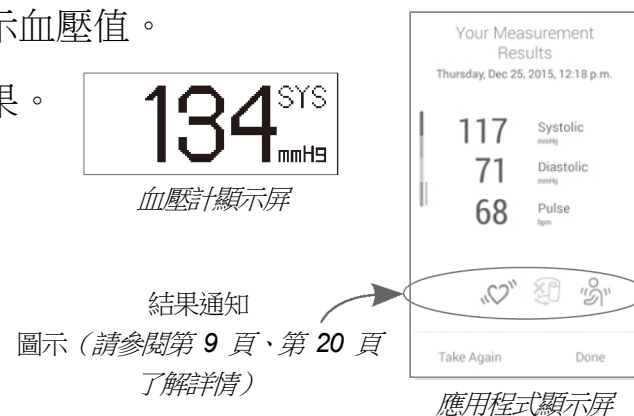 示血壓值。
果。
134 SYS
mmHg
血壓計顯示屏
結果通知
圖示（請參閱第 9 頁、第 20 頁
了解詳情）
Your Measurement
Results
Thursday, Dec 25, 2015, 12:18 p.m.
117 Systolic
mmHg
71 Diastolic
mmHg
68 Pulse
bpm
Take Again Done
應用程式顯示屏